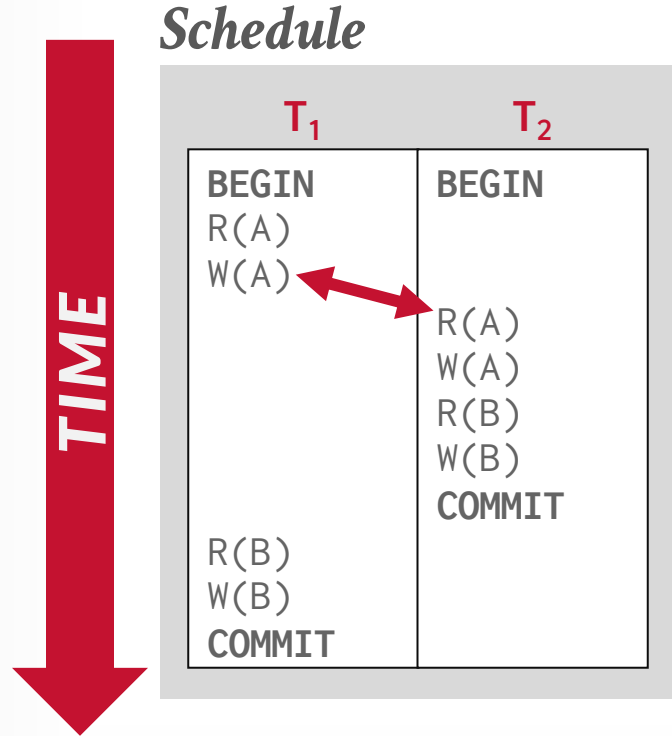 Schedule
TIME
T₁ T₂
BEGIN BEGIN
R(A)
W(A)
R(A)
W(A)
R(B)
W(B)
COMMIT
R(B)
W(B)
COMMIT